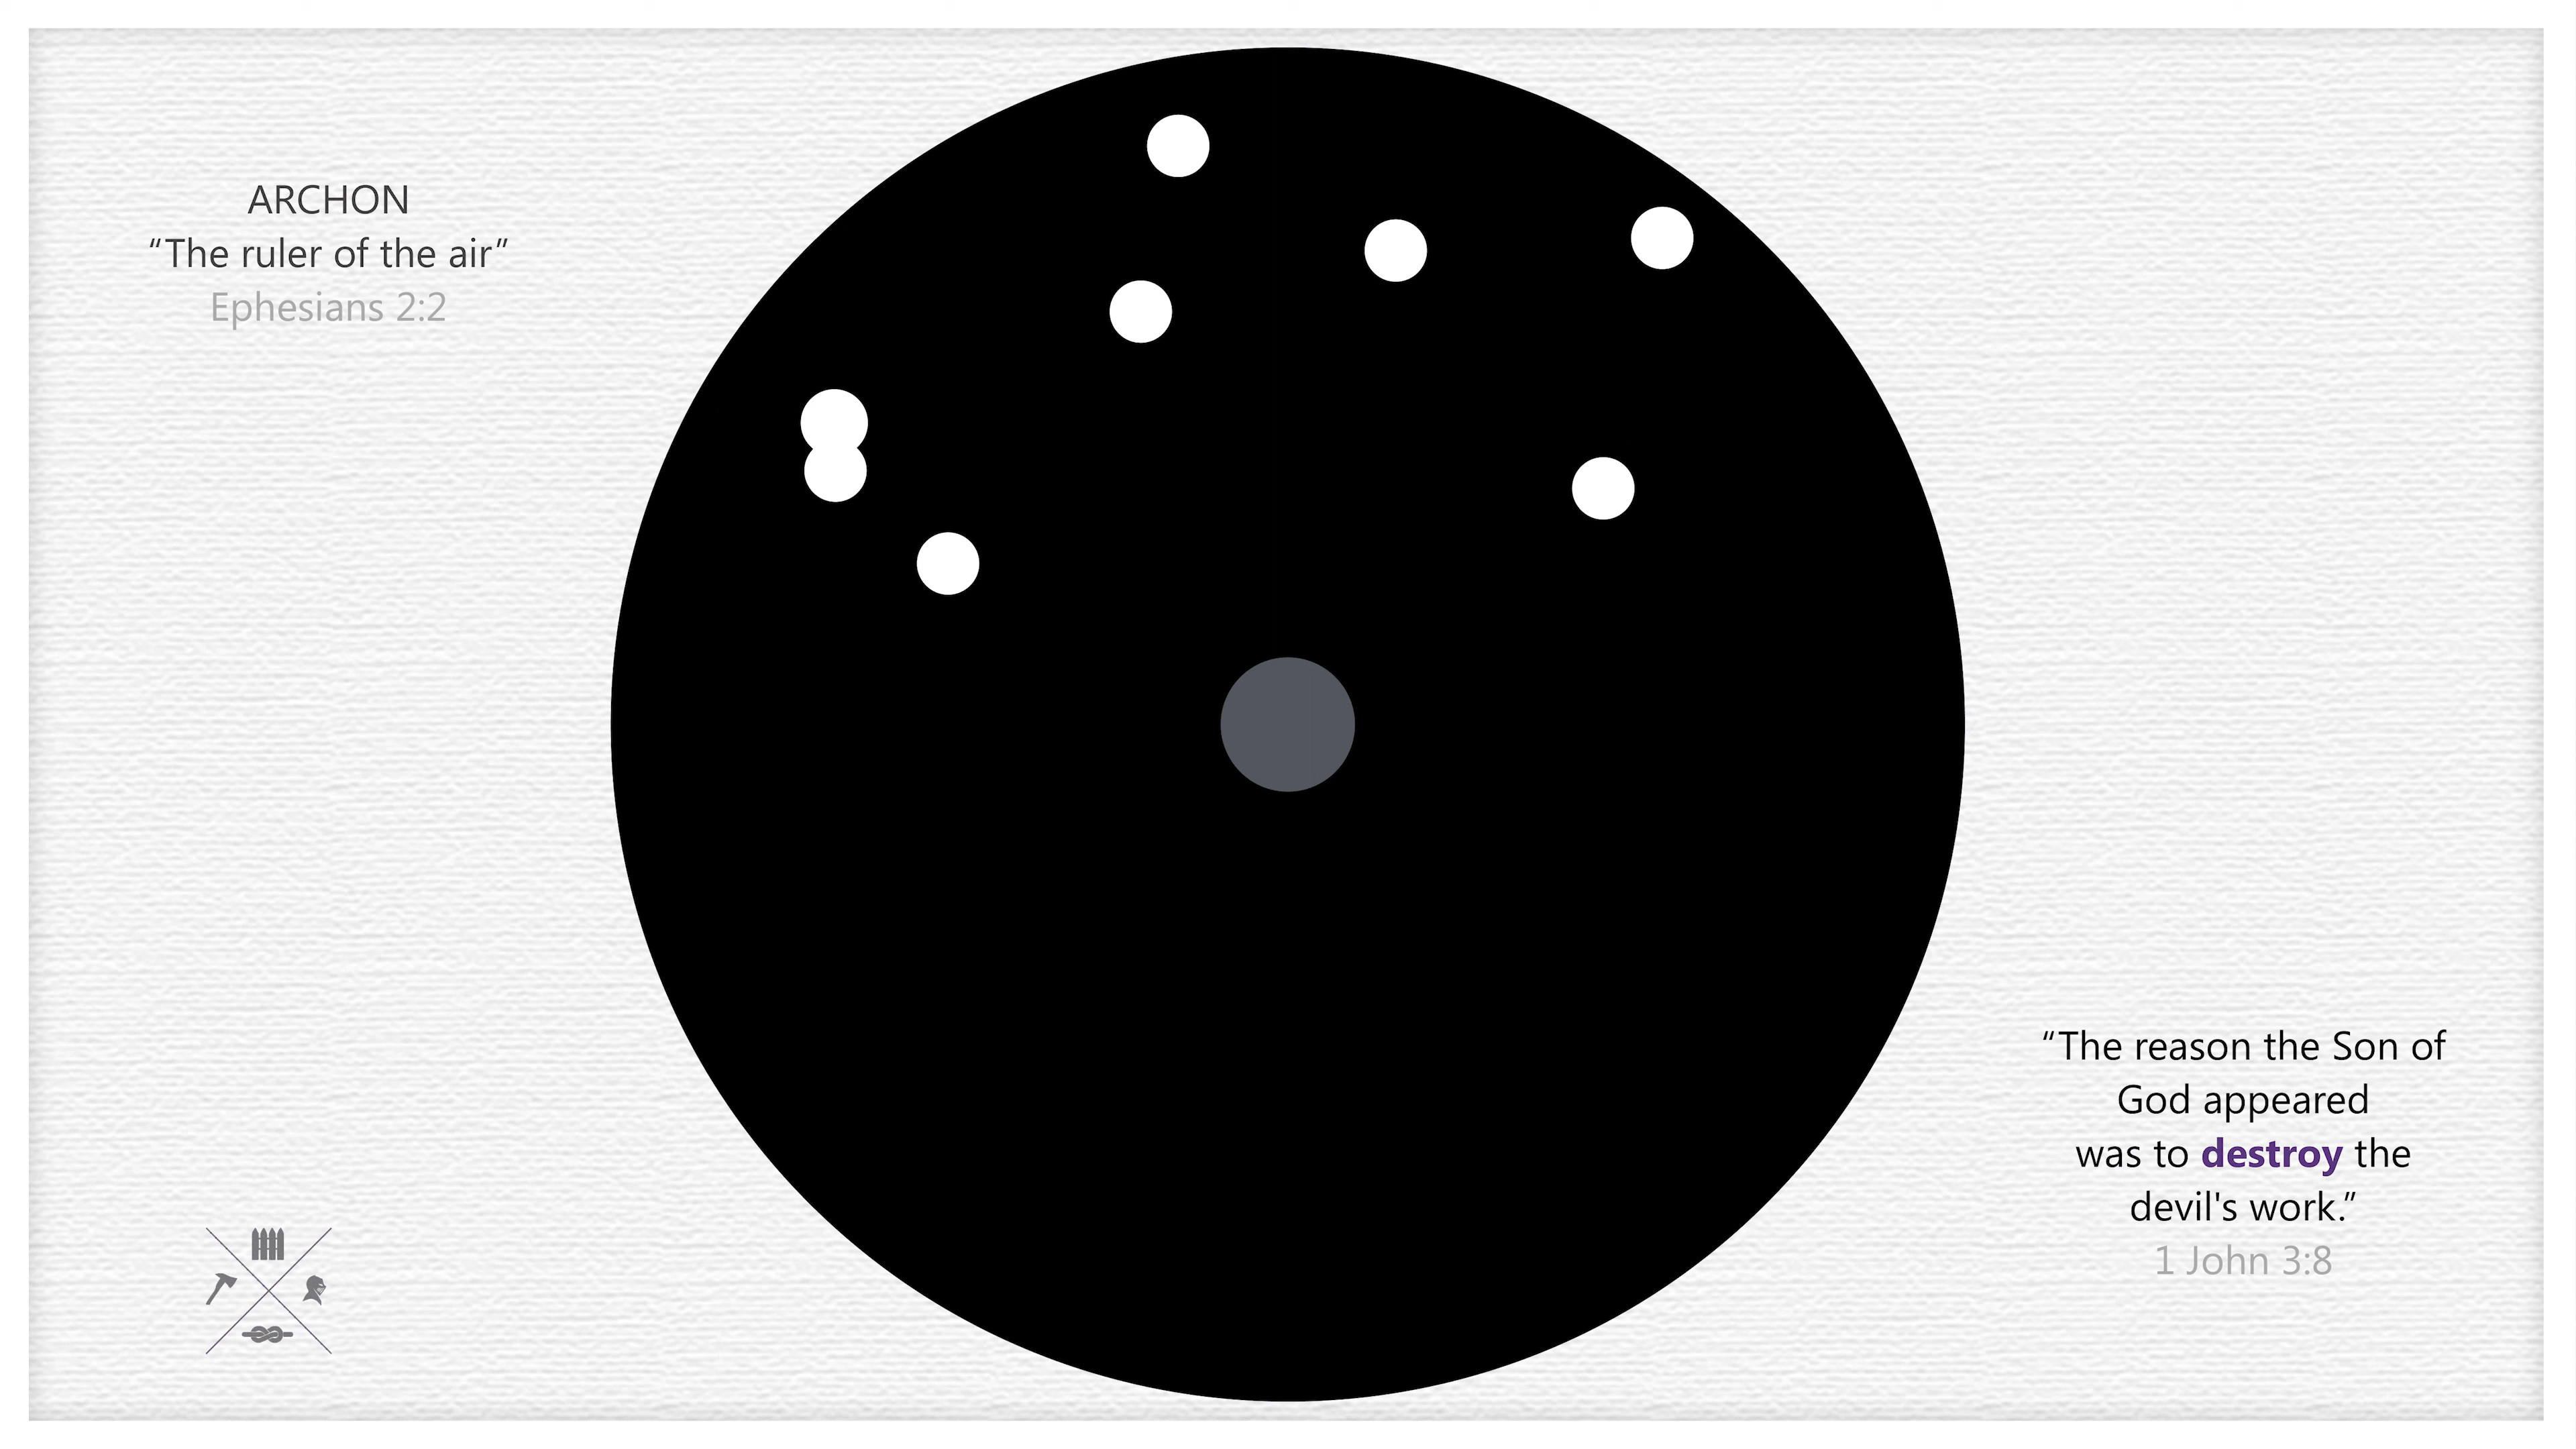 ARCHON
“The ruler of the air”
Ephesians 2:2
“The reason the Son of
God appeared
was to destroy the
devil's work.”
1 John 3:8